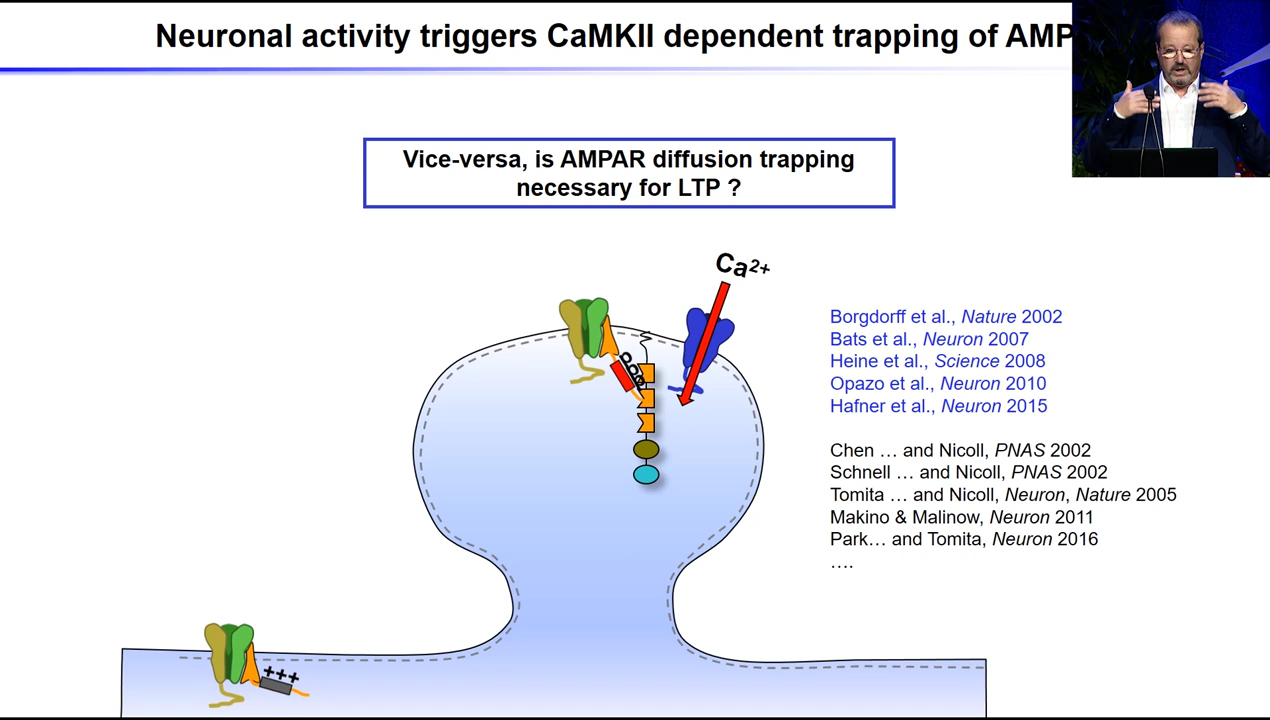 Neuronal activity triggers CaMKII dependent trapping of AMP
Vice-versa, is AMPAR diffusion trapping
necessary for LTP ?
Ca2+
Borgdorff et al., Nature 2002
Bats et al., Neuron 2007
Heine et al., Science 2008
Opazo et al., Neuron 2010
Hafner et al., Neuron 2015
Chen … and Nicoll, PNAS 2002
Schnell … and Nicoll, PNAS 2002
Tomita … and Nicoll, Neuron, Nature 2005
Makino & Malinow, Neuron 2011
Park… and Tomita, Neuron 2016
….
+++